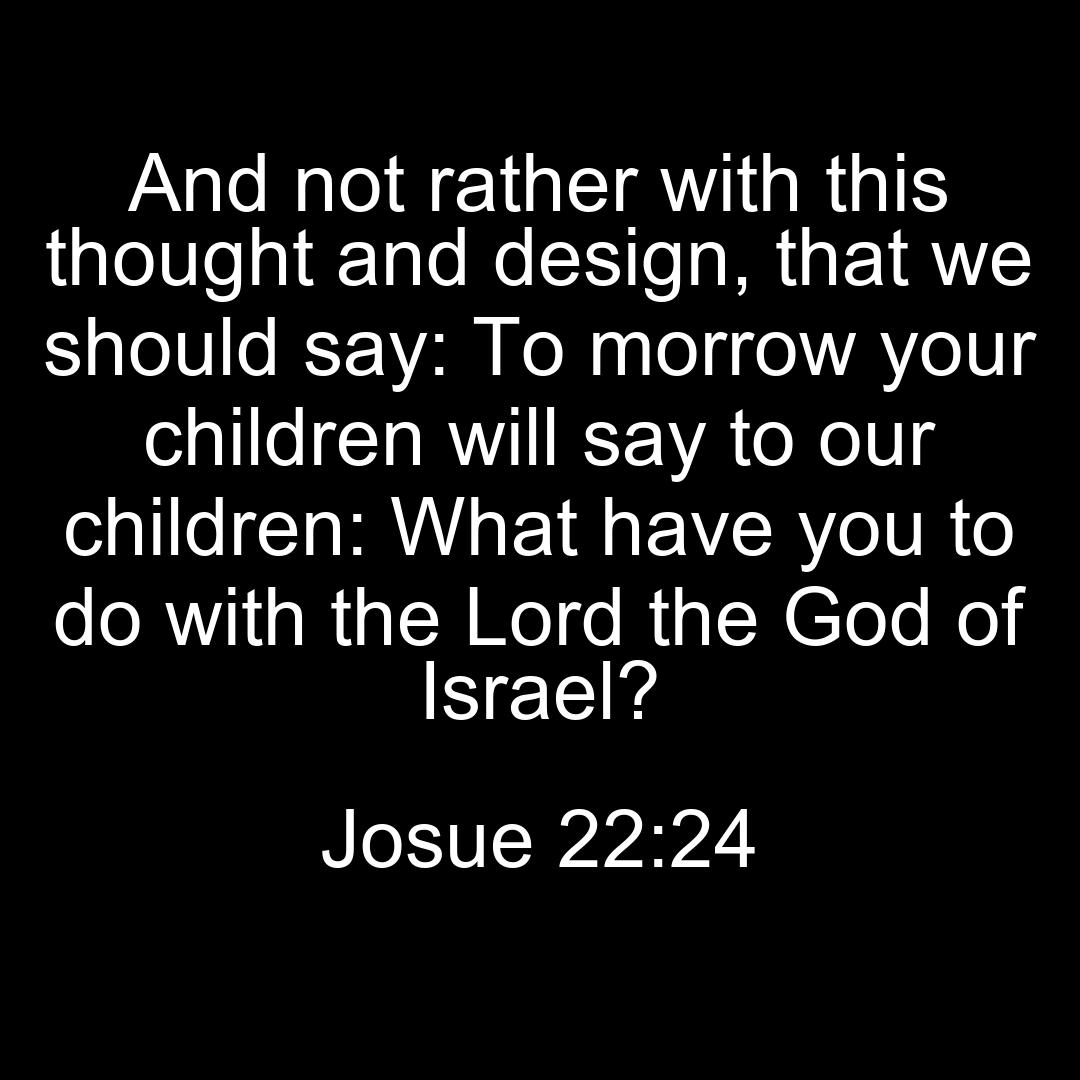 And not rather with this
thought and design, that we
should say: To morrow your
children will say to our
children: What have you to
do with the Lord the God of
Israel?
Josue 22:24